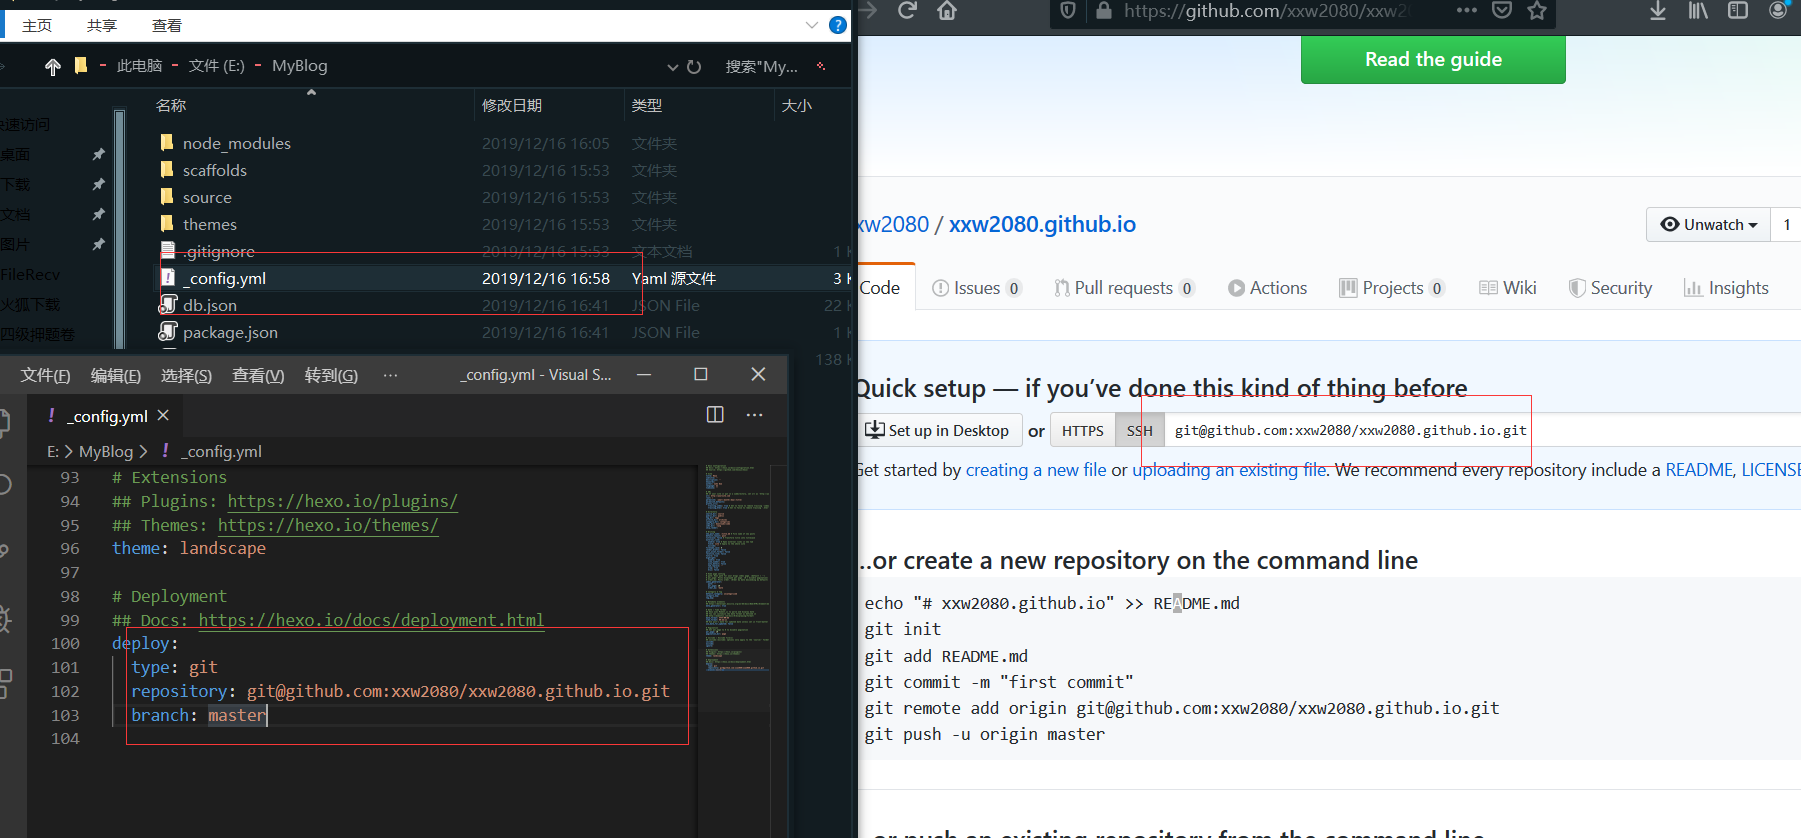 主页 共享 查看
此电脑 文件 (E:) MyBlog 搜索"My...
名称 修改日期 类型 大小
node_modules 2019/12/16 16:05 文件夹
scaffolds 2019/12/16 15:53 文件夹
source 2019/12/16 15:53 文件夹
themes 2019/12/16 15:53 文件夹
.gitignore 2019/12/16 15:53 文本文档 1
_config.yml 2019/12/16 16:58 Yaml 源文件 3
db.json 2019/12/16 16:41 JSON File 22
package.json 2019/12/16 16:41 JSON File 1
138
速访问
桌面
下载
文档
图片
FileRecv
火狐下载
四级押题卷
文件(F) 编辑(E) 选择(S) 查看(V) 转到(G) ··· _config.yml - Visual S...
! _config.yml
E: > MyBlog > ! _config.yml
93 # Extensions
94 ## Plugins: https://hexo.io/plugins/
95 ## Themes: https://hexo.io/themes/
96 theme: landscape
97
98 # Deployment
99 ## Docs: https://hexo.io/docs/deployment.html
100 deploy:
101 type: git
102 repository: git@github.com:xxw2080/xxw2080.github.io.git
103 branch: master
104
https://github.com/xxw2080/xxw2
Read the guide
xw2080 / xxw2080.github.io
Unwatch 1
Code Issues 0 Pull requests 0 Actions Projects 0 Wiki Security Insights
Quick setup — if you’ve done this kind of thing before
Set up in Desktop or HTTPS SSH git@github.com:xxw2080/xxw2080.github.io.git
Get started by creating a new file or uploading an existing file. We recommend every repository include a README, LICENSE
...or create a new repository on the command line
echo "# xxw2080.github.io" >> README.md
git init
git add README.md
git commit -m "first commit"
git remote add origin git@github.com:xxw2080/xxw2080.github.io.git
git push -u origin master
or push an existing repository from the command line